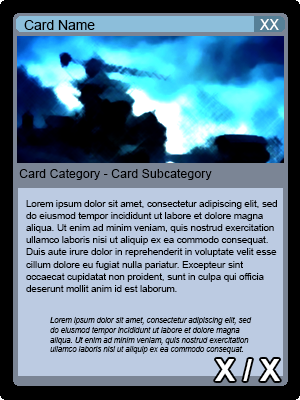 Card Name XX
Card Category - Card Subcategory
Lorem ipsum dolor sit amet, consectetur adipiscing elit, sed
do eiusmod tempor incididunt ut labore et dolore magna
aliqua. Ut enim ad minim veniam, quis nostrud exercitation
ullamco laboris nisi ut aliquip ex ea commodo consequat.
Duis aute irure dolor in reprehenderit in voluptate velit esse
cillum dolore eu fugiat nulla pariatur. Excepteur sint
occaecat cupidatat non proident, sunt in culpa qui officia
deserunt mollit anim id est laborum.
Lorem ipsum dolor sit amet, consectetur adipiscing elit, sed
do eiusmod tempor incididunt ut labore et dolore magna
aliqua. Ut enim ad minim veniam, quis nostrud exercitation
ullamco laboris nisi ut aliquip ex ea commodo consequat.
X / X